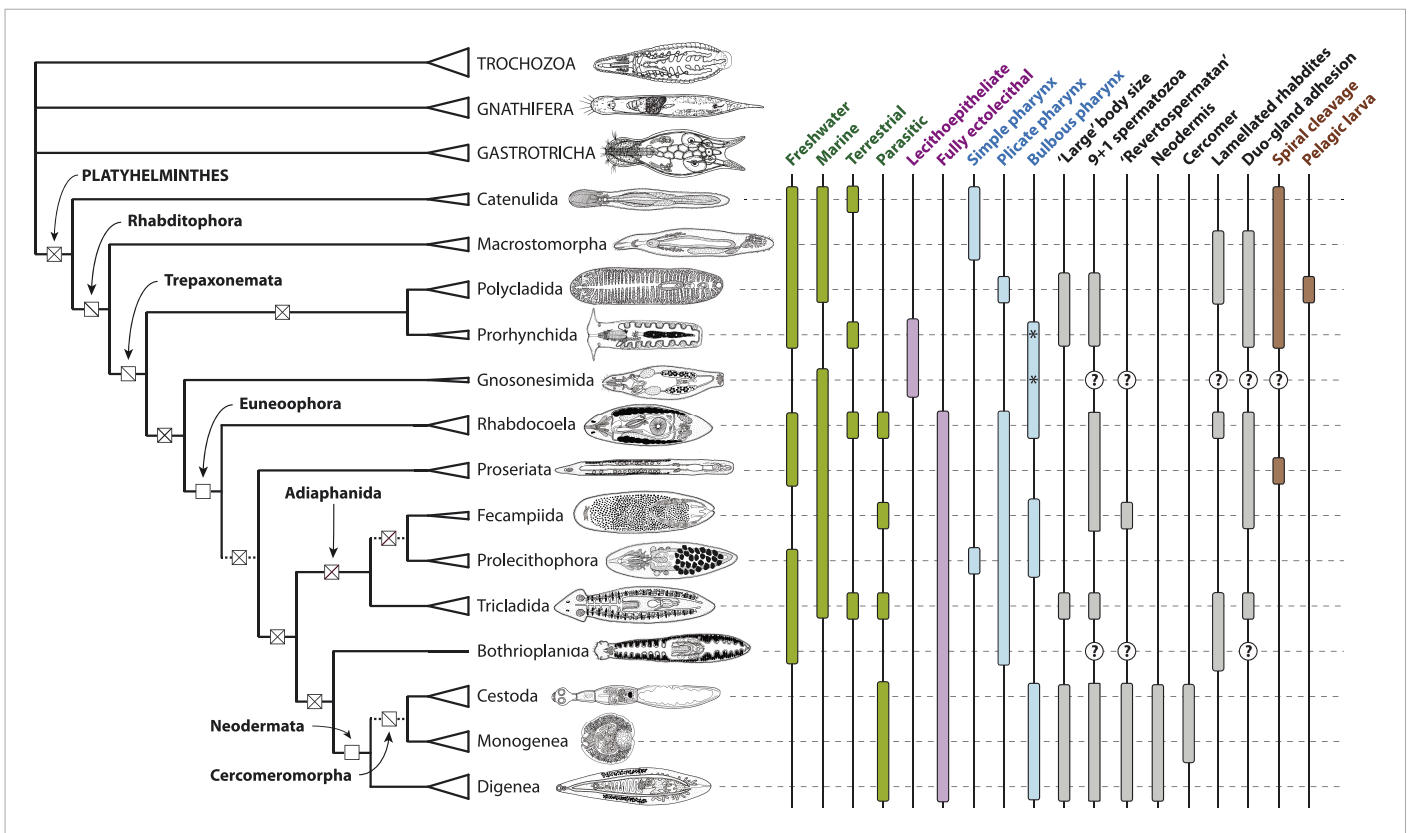 TROCHOZOA
GNATHIFERA
GASTROTRICHA
PLATYHELMINTHES
Catenulida
Rhabditophora
Macrostomorpha
Trepaxonemata
Polycladida
Prorhynchida
*
Gnosonesimida
*
? ? ? ? ?
Euneoophora
Rhabdocoela
Proseriata
Adiaphanida
Fecampiida
Prolecithophora
Tricladida
Bothrioplanida
? ? ?
Cestoda
Neodermata
Monogenea
Cercomeromorpha
Digenea
Freshwater
Marine
Terrestrial
Parasitic
Lecithoepitheliate
Fully ectolecithal
Simple pharynx
Plicate pharynx
Bulbous pharynx
‘Large’ body size
9+1 spermatozoa
‘Revertospermatan’
Neodermis
Cercomer
Lamellated rhabdites
Duo-gland adhesion
Spiral cleavage
Pelagic larva